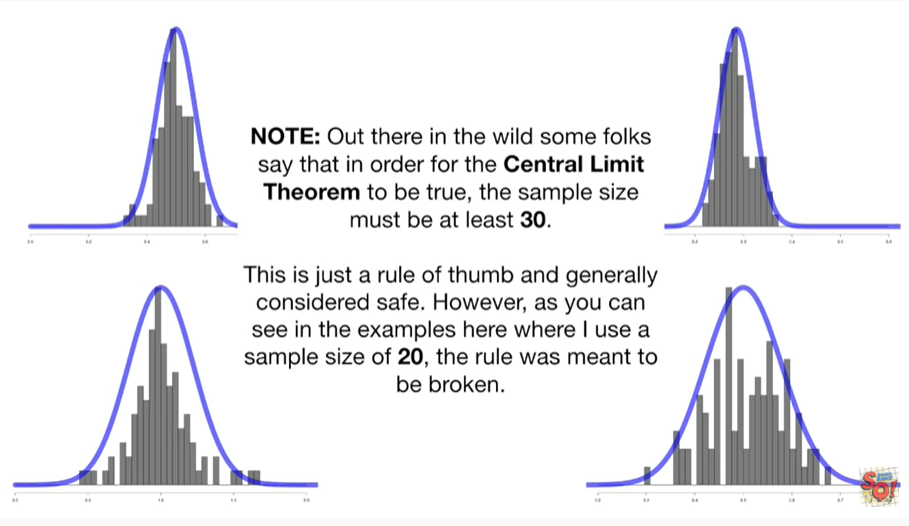 NOTE: Out there in the wild some folks
say that in order for the Central Limit
Theorem to be true, the sample size
must be at least 30.
This is just a rule of thumb and generally
considered safe. However, as you can
see in the examples here where I use a
sample size of 20, the rule was meant to
be broken.
SQ!